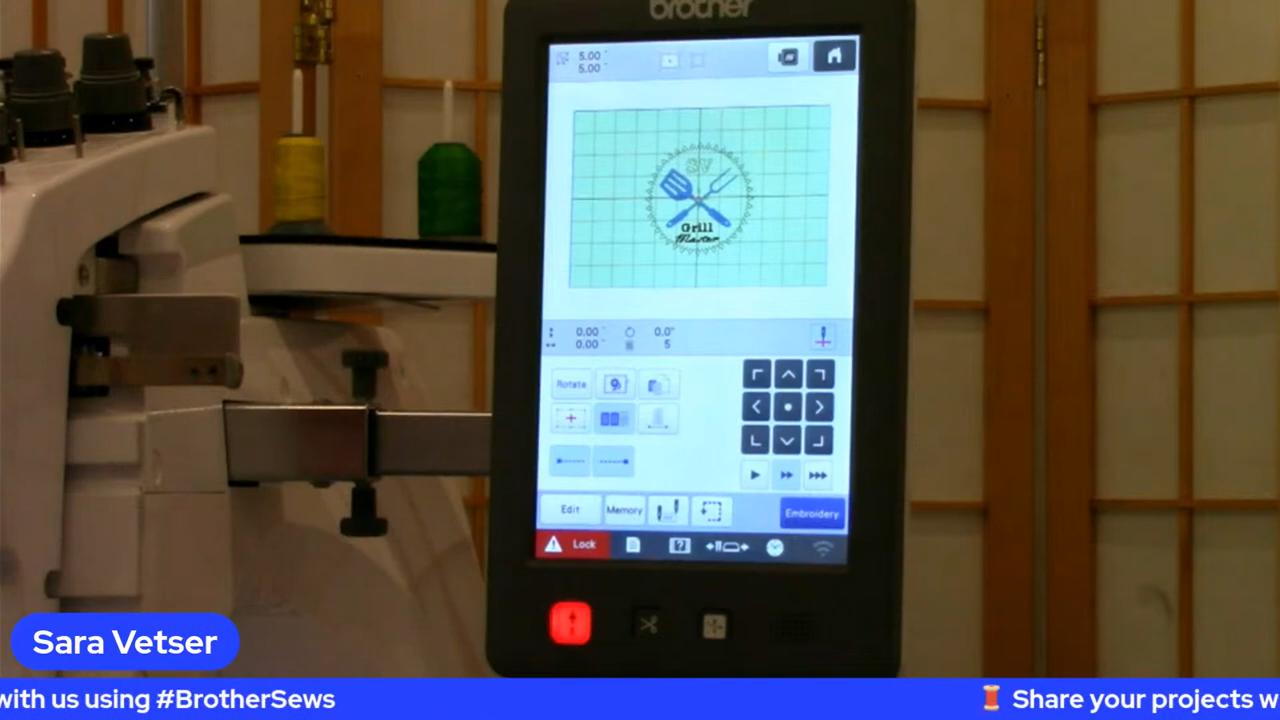 brother
5.00"
5.00
SV
Grill
Master
0.00" 0.0°
0.00 5
Rotate
Edit Memory Embroidery
Lock ?
Sara Vetser
with us using #BrotherSews
Share your projects w